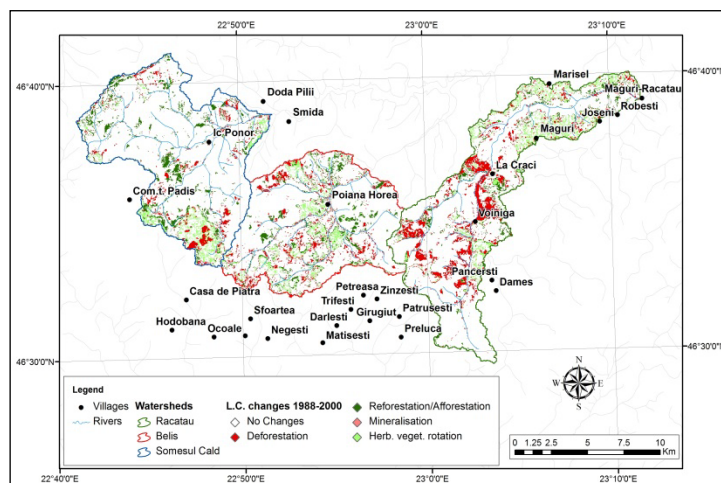 22°50'0"E 23°0'0"E 23°10'0"E
46°40'0"N 46°40'0"N
Marisel
Doda Pilii Maguri-Racatau
Smida Joseni Robesti
Ic Ponor Maguri
La Craci
Com.t. Padis Poiana Horea
Voiniga
Pancersti
Dames
Casa de Piatra Petreasa Zinzesti
Trifesti Patrusesti
Sfoartea Darlesti Girugiut
Hodobana Ocoale Negesti Matisesti Preluca
46°30'0"N 46°30'0"N
Legend
Villages Watersheds L.C. changes 1988-2000 Reforestation/Afforestation
Rivers Racatau No Changes Mineralisation
Belis Deforestation Herb. veget. rotation
Somesul Cald
N
W E
S
0 1.25 2.5 5 7.5 10
Km
22°40'0"E 22°50'0"E 23°0'0"E 23°10'0"E